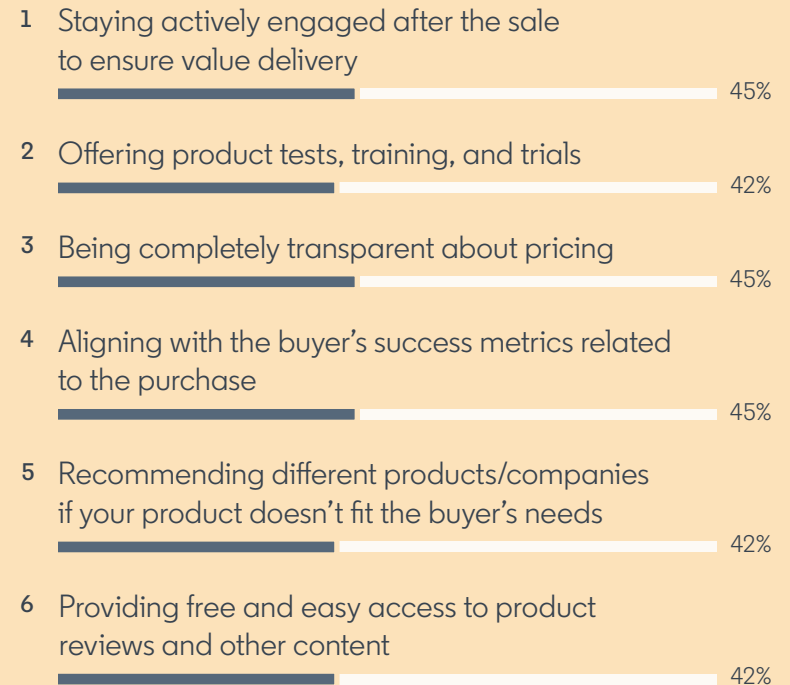 1 Staying actively engaged after the sale
to ensure value delivery
45%
2 Offering product tests, training, and trials
42%
3 Being completely transparent about pricing
45%
4 Aligning with the buyer’s success metrics related
to the purchase
45%
5 Recommending different products/companies
if your product doesn’t fit the buyer’s needs
42%
6 Providing free and easy access to product
reviews and other content
42%